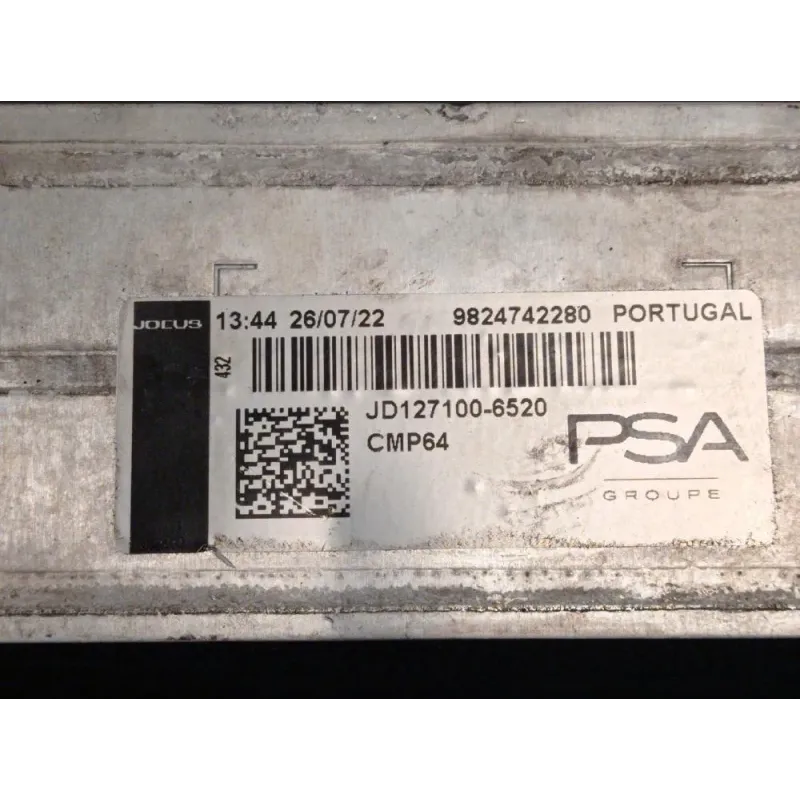 JOCUS 13:44 26/07/22 9824742280 PORTUGAL
432
JD127100-6520
CMP64
PSA
GROUPE